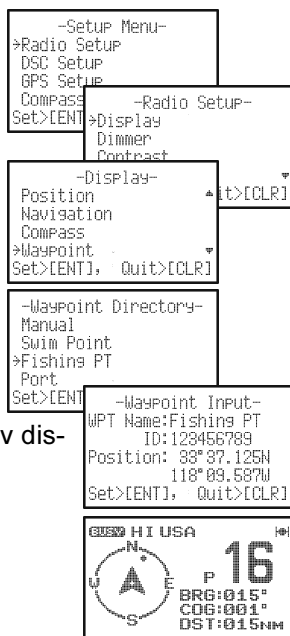 -Setup Menu-
→Radio Setup
DSC Setup
GPS Setup
Compass
Set>[ENT
-Radio Setup-
→Display
Dimmer
Contrast
it>[CLR]
-Display-
Position
Navigation
Compass
→Waypoint
Set>[ENT], Quit>[CLR]
-Waypoint Directory-
Manual
Swim Point
→Fishing PT
Port
Set>[ENT
v dis-
-Waypoint Input-
WPT Name:Fishing PT
ID:123456789
Position: 33°37.125N
118°09.587W
Set>[ENT], Quit>[CLR]
BUSY HI USA
N
W E
S
P 16
BRG:015°
COG:001°
DST:015NM